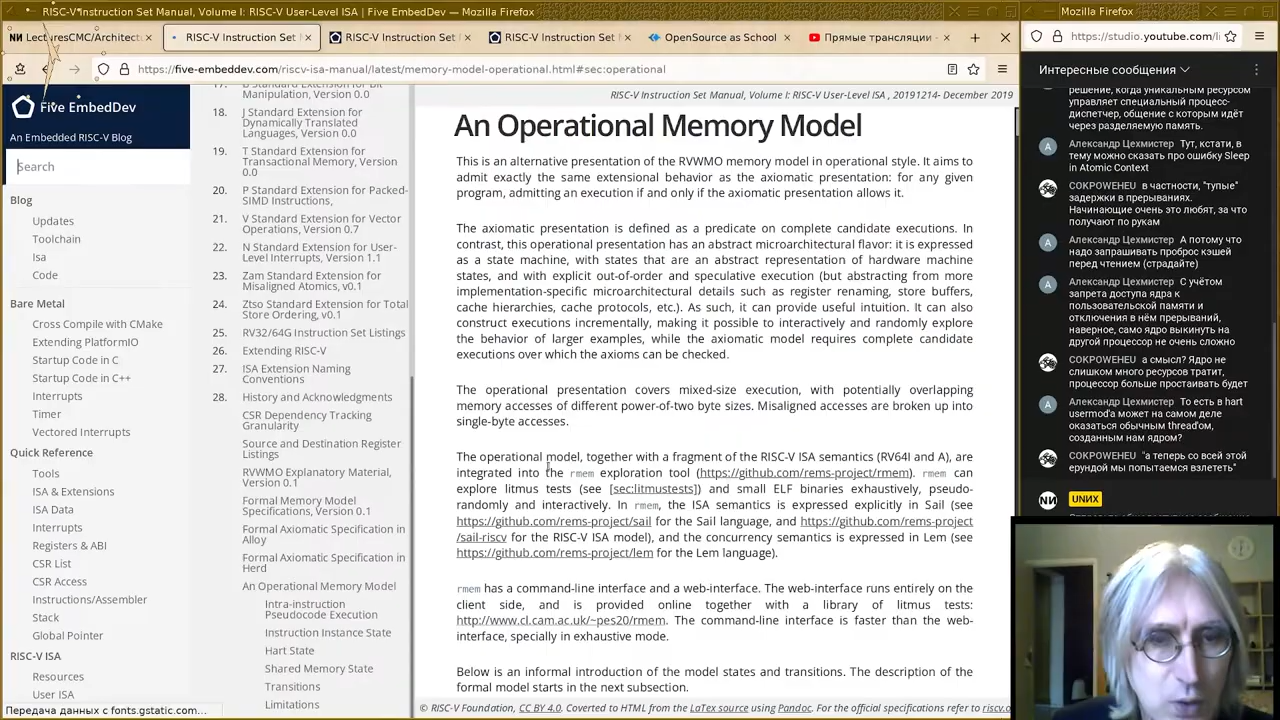 RISC-V Instruction Set Manual, Volume I: RISC-V User-Level ISA | Five EmbedDev — Mozilla Firefox
Mozilla Firefox
LecturesCMC/Architect
RISC-V Instruction Set
RISC-V Instruction Set
RISC-V Instruction Set
OpenSource as School
Прямые трансляции -
https://five-embeddev.com/riscv-isa-manual/latest/memory-model-operational.html#sec:operational
https://studio.youtube.com/li
Five EmbedDev
An Embedded RISC-V Blog
Search
Blog
Updates
Toolchain
Isa
Code
Bare Metal
Cross Compile with CMake
Extending PlatformIO
Startup Code in C
Startup Code in C++
Interrupts
Timer
Vectored Interrupts
Quick Reference
Tools
ISA & Extensions
ISA Data
Interrupts
Registers & ABI
CSR List
CSR Access
Instructions/Assembler
Stack
Global Pointer
RISC-V ISA
Resources
User ISA
Передача данных с fonts.gstatic.com...
Manipulation, Version 0.0
18. J Standard Extension for
Dynamically Translated
Languages, Version 0.0
19. T Standard Extension for
Transactional Memory, Version
0.0
20. P Standard Extension for Packed-
SIMD Instructions,
21. V Standard Extension for Vector
Operations, Version 0.7
22. N Standard Extension for User-
Level Interrupts, Version 1.1
23. Zam Standard Extension for
Misaligned Atomics, v0.1
24. Ztso Standard Extension for Total
Store Ordering, v0.1
25. RV32/64G Instruction Set Listings
26. Extending RISC-V
27. ISA Extension Naming
Conventions
28. History and Acknowledgments
CSR Dependency Tracking
Granularity
Source and Destination Register
Listings
RVWMO Explanatory Material,
Version 0.1
Formal Memory Model
Specifications, Version 0.1
Formal Axiomatic Specification in
Alloy
Formal Axiomatic Specification in
Herd
An Operational Memory Model
Intra-instruction
Pseudocode Execution
Instruction Instance State
Hart State
Shared Memory State
Transitions
Limitations
RISC-V Instruction Set Manual, Volume I: RISC-V User-Level ISA , 20191214- December 2019
An Operational Memory Model
This is an alternative presentation of the RVWMO memory model in operational style. It aims to
admit exactly the same extensional behavior as the axiomatic presentation: for any given
program, admitting an execution if and only if the axiomatic presentation allows it.
The axiomatic presentation is defined as a predicate on complete candidate executions. In
contrast, this operational presentation has an abstract microarchitectural flavor: it is expressed
as a state machine, with states that are an abstract representation of hardware machine
states, and with explicit out-of-order and speculative execution (but abstracting from more
implementation-specific microarchitectural details such as register renaming, store buffers,
cache hierarchies, cache protocols, etc.). As such, it can provide useful intuition. It can also
construct executions incrementally, making it possible to interactively and randomly explore
the behavior of larger examples, while the axiomatic model requires complete candidate
executions over which the axioms can be checked.
The operational presentation covers mixed-size execution, with potentially overlapping
memory accesses of different power-of-two byte sizes. Misaligned accesses are broken up into
single-byte accesses.
The operational model, together with a fragment of the RISC-V ISA semantics (RV64I and A), are
integrated into the rmem exploration tool (https://github.com/rems-project/rmem). rmem can
explore litmus tests (see [sec:litmustests]) and small ELF binaries exhaustively, pseudo-
randomly and interactively. In rmem, the ISA semantics is expressed explicitly in Sail (see
https://github.com/rems-project/sail for the Sail language, and https://github.com/rems-project
/sail-riscv for the RISC-V ISA model), and the concurrency semantics is expressed in Lem (see
https://github.com/rems-project/lem for the Lem language).
rmem has a command-line interface and a web-interface. The web-interface runs entirely on the
client side, and is provided online together with a library of litmus tests:
http://www.cl.cam.ac.uk/~pes20/rmem. The command-line interface is faster than the web-
interface, specially in exhaustive mode.
Below is an informal introduction of the model states and transitions. The description of the
formal model starts in the next subsection.
© RISC-V Foundation, CC BY 4.0, Coverted to HTML from the LaTex source using Pandoc. For the official specifications refer to riscv.o
Интересные сообщения
решение, когда уникальным ресурсом
управляет специальный процесс-
диспетчер, общение с которым идёт
через разделяемую память.
Александр Цехмистер Тут, кстати, в
тему можно сказать про ошибку Sleep
in Atomic Context
COKPOWEHEU в частности, "тупые"
задержки в прерываниях.
Начинающие очень это любят, за что
получают по рукам
Александр Цехмистер А потому что
надо запрашивать проброс кэшей
перед чтением (страдайте)
Александр Цехмистер С учётом
запрета доступа ядра к
пользовательской памяти и
отключения в нём прерываний,
наверное, само ядро выкинуть на
другой процессор не очень сложно
COKPOWEHEU а смысл? Ядро не
слишком много ресурсов тратит,
процессор больше простаивать будет
Александр Цехмистер То есть в hart
usermod'а может на самом деле
оказаться обычным thread'ом,
созданным нам ядром?
COKPOWEHEU "а теперь со всей этой
ерундой мы попытаемся взлететь"
UNИX